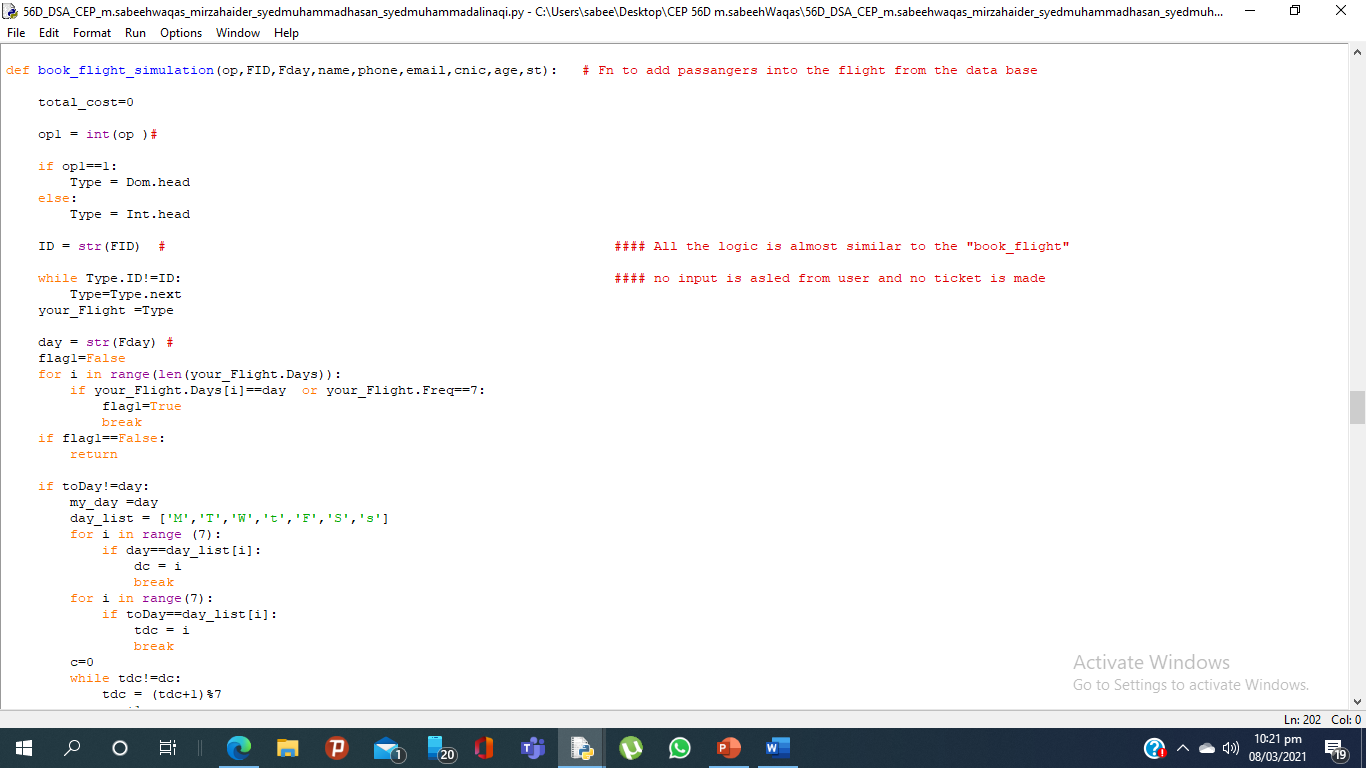 56D_DSA_CEP_m.sabeehwaqas_mirzahaider_syedmuhammadhasan_syedmuhammadalinaqi.py - C:\Users\sabee\Desktop\CEP 56D m.sabeehWaqas\56D_DSA_CEP_m.sabeehwaqas_mirzahaider_syedmuhammadhasan_syedmuh...
File Edit Format Run Options Window Help
def book_flight_simulation(op,FID,Fday,name,phone,email,cnic,age,st): # Fn to add passangers into the flight from the data base
total_cost=0
op1 = int(op )#
if op1==1:
Type = Dom.head
else:
Type = Int.head
ID = str(FID) # #### All the logic is almost similar to the "book_flight"
while Type.ID!=ID: #### no input is asled from user and no ticket is made
Type=Type.next
your_Flight =Type
day = str(Fday) #
flag1=False
for i in range(len(your_Flight.Days)):
if your_Flight.Days[i]==day or your_Flight.Freq==7:
flag1=True
break
if flag1==False:
return
if toDay!=day:
my_day =day
day_list = ['M','T','W','t','F','S','s']
for i in range (7):
if day==day_list[i]:
dc = i
break
for i in range(7):
if toDay==day_list[i]:
tdc = i
break
c=0
while tdc!=dc:
tdc = (tdc+1)%7
Activate Windows
Go to Settings to activate Windows.
Ln: 202 Col: 0
1
20
10:21 pm
08/03/2021
19